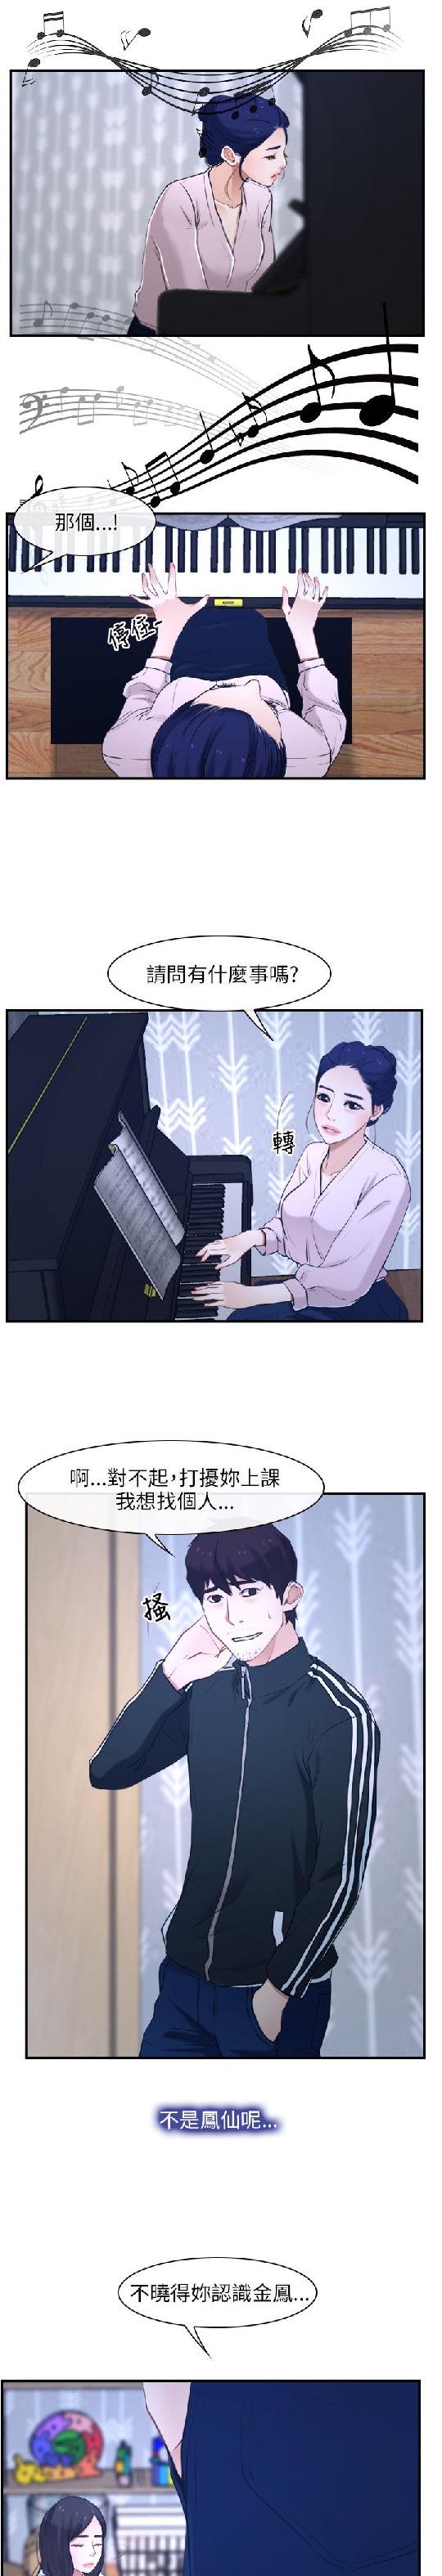 那個...!
停住~
請問有什麼事嗎?
轉
啊...對不起,打擾妳上課
我想找個人...
搔
不是鳳仙呢...
不曉得妳認識金鳳...